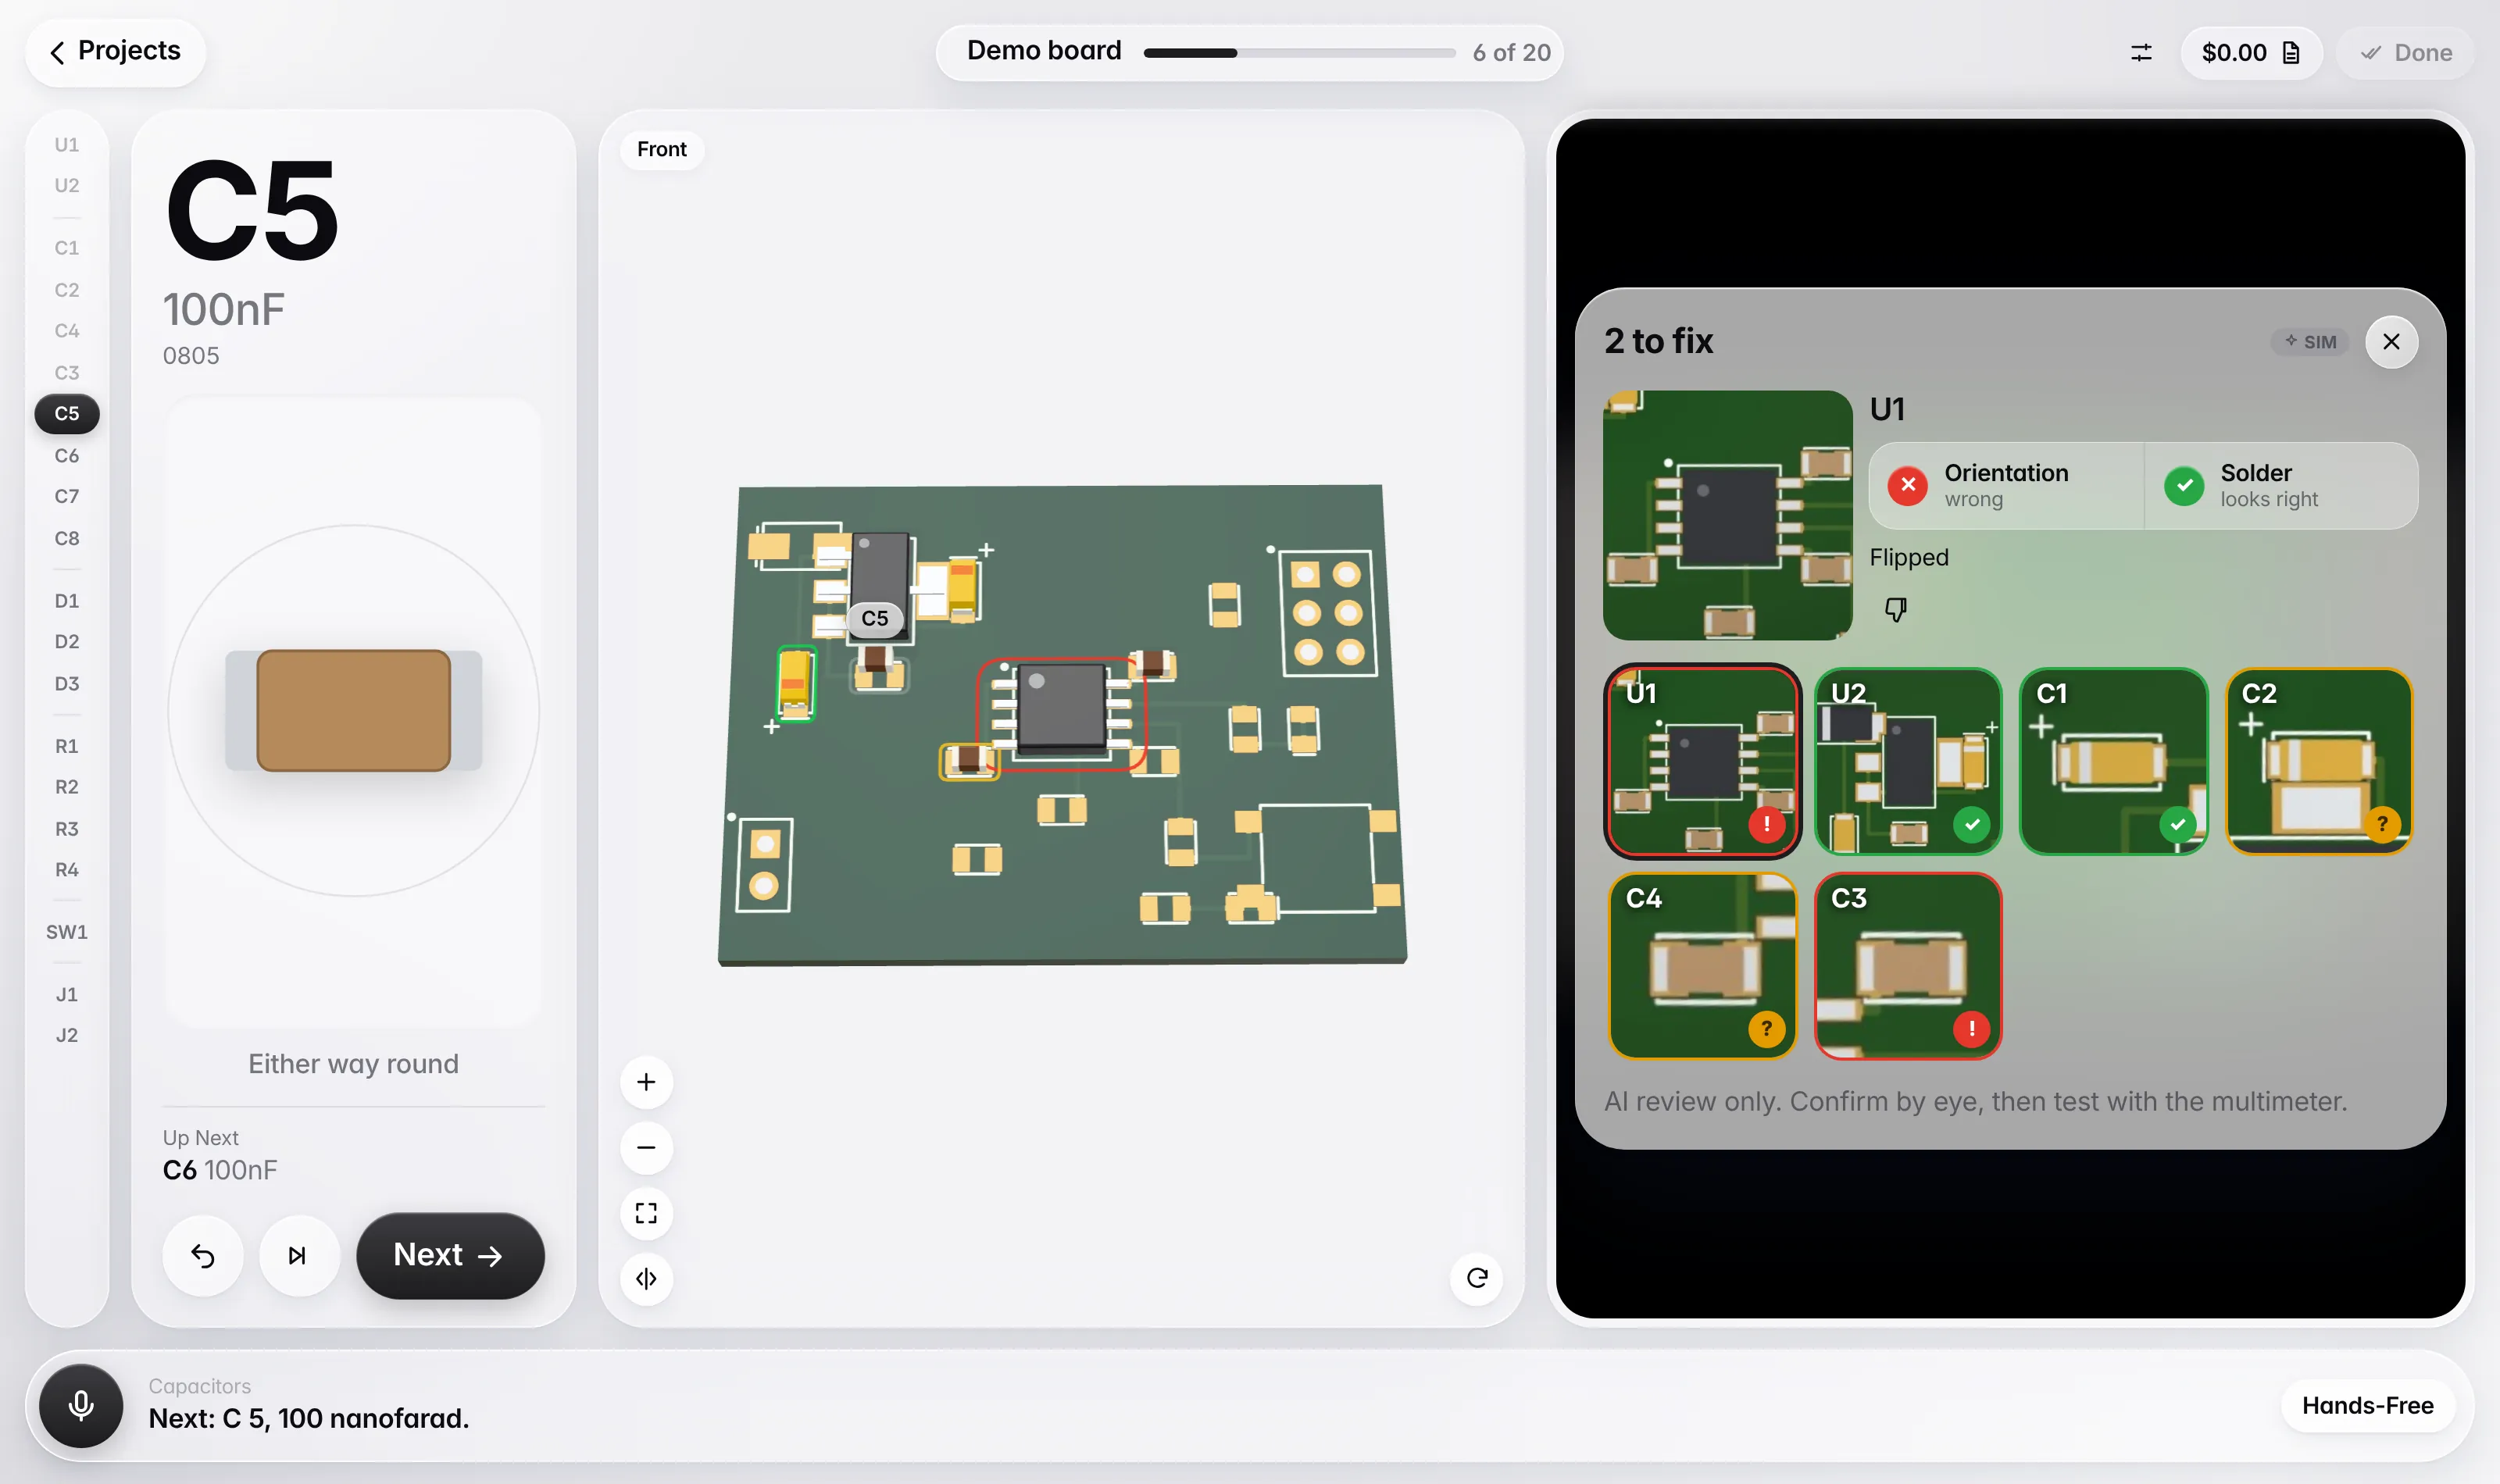 Projects
Demo board
6 of 20
$0.00
Done
U1
U2
C1
C2
C4
C3
C5
C6
C7
C8
D1
D2
D3
R1
R2
R3
R4
SW1
J1
J2
C5
100nF
0805
Either way round
Up Next
C6 100nF
Next
Front
C5
2 to fix
SIM
U1
Orientation
wrong
Solder
looks right
Flipped
U1
U2
C1
C2
C4
C3
AI review only. Confirm by eye, then test with the multimeter.
Capacitors
Next: C 5, 100 nanofarad.
Hands-Free